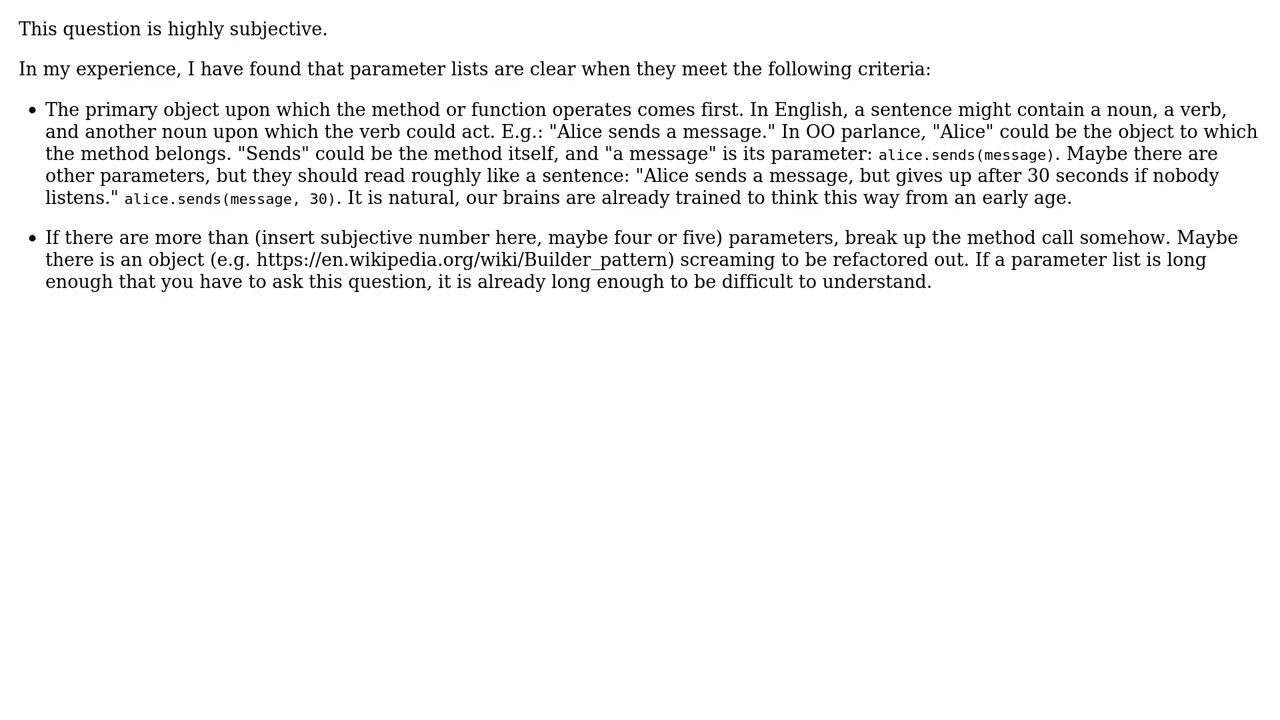 This question is highly subjective.
In my experience, I have found that parameter lists are clear when they meet the following criteria:
• The primary object upon which the method or function operates comes first. In English, a sentence might contain a noun, a verb,
and another noun upon which the verb could act. E.g.: "Alice sends a message." In OO parlance, "Alice" could be the object to which
the method belongs. "Sends" could be the method itself, and "a message" is its parameter: alice.sends(message). Maybe there are
other parameters, but they should read roughly like a sentence: "Alice sends a message, but gives up after 30 seconds if nobody
listens." alice.sends(message, 30). It is natural, our brains are already trained to think this way from an early age.
• If there are more than (insert subjective number here, maybe four or five) parameters, break up the method call somehow. Maybe
there is an object (e.g. https://en.wikipedia.org/wiki/Builder_pattern) screaming to be refactored out. If a parameter list is long
enough that you have to ask this question, it is already long enough to be difficult to understand.